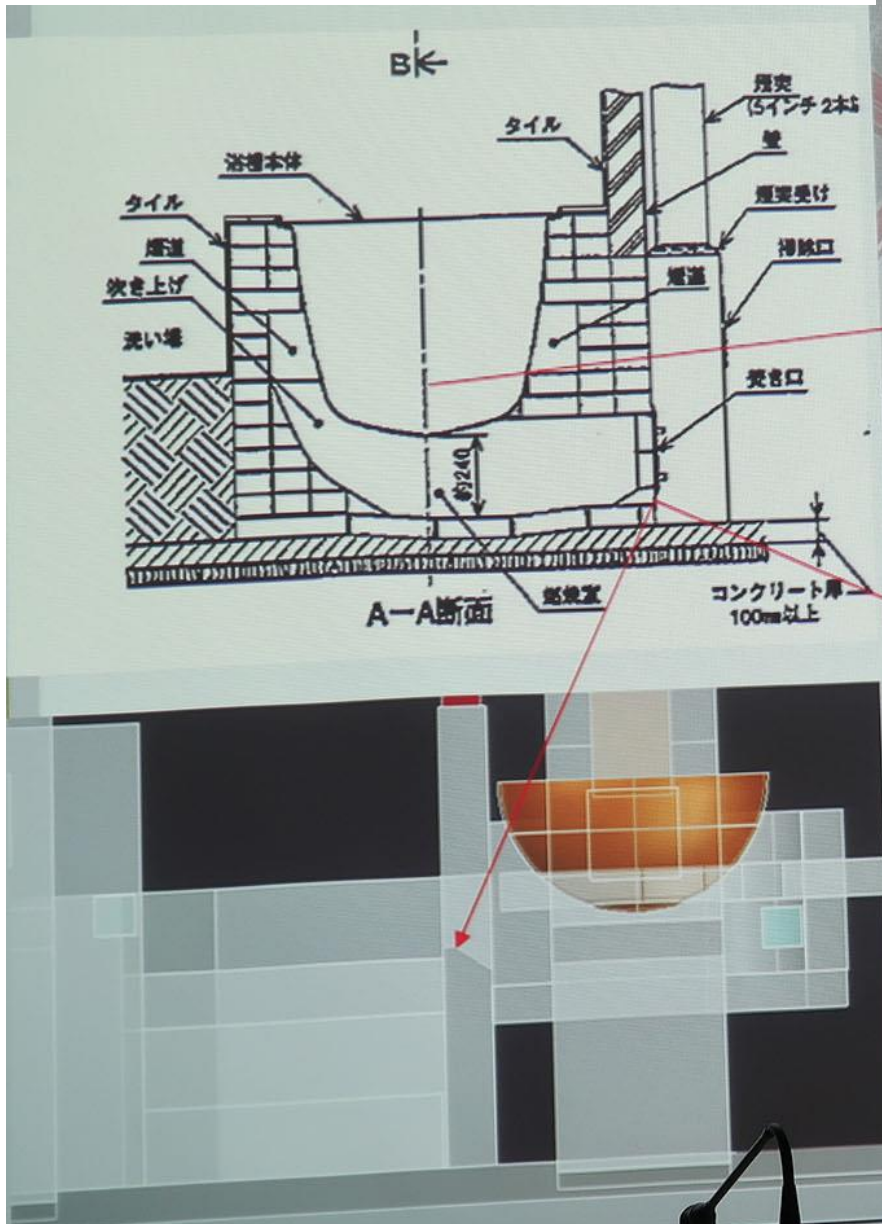 B
煙突
(5インチ 2本
タイル
壁
浴槽本体
煙突受け
タイル
掃除口
煙道
煙道
吹き上げ
洗い場
焚き口
約240
燃焼室
コンクリート厚
100mm以上
A－A断面